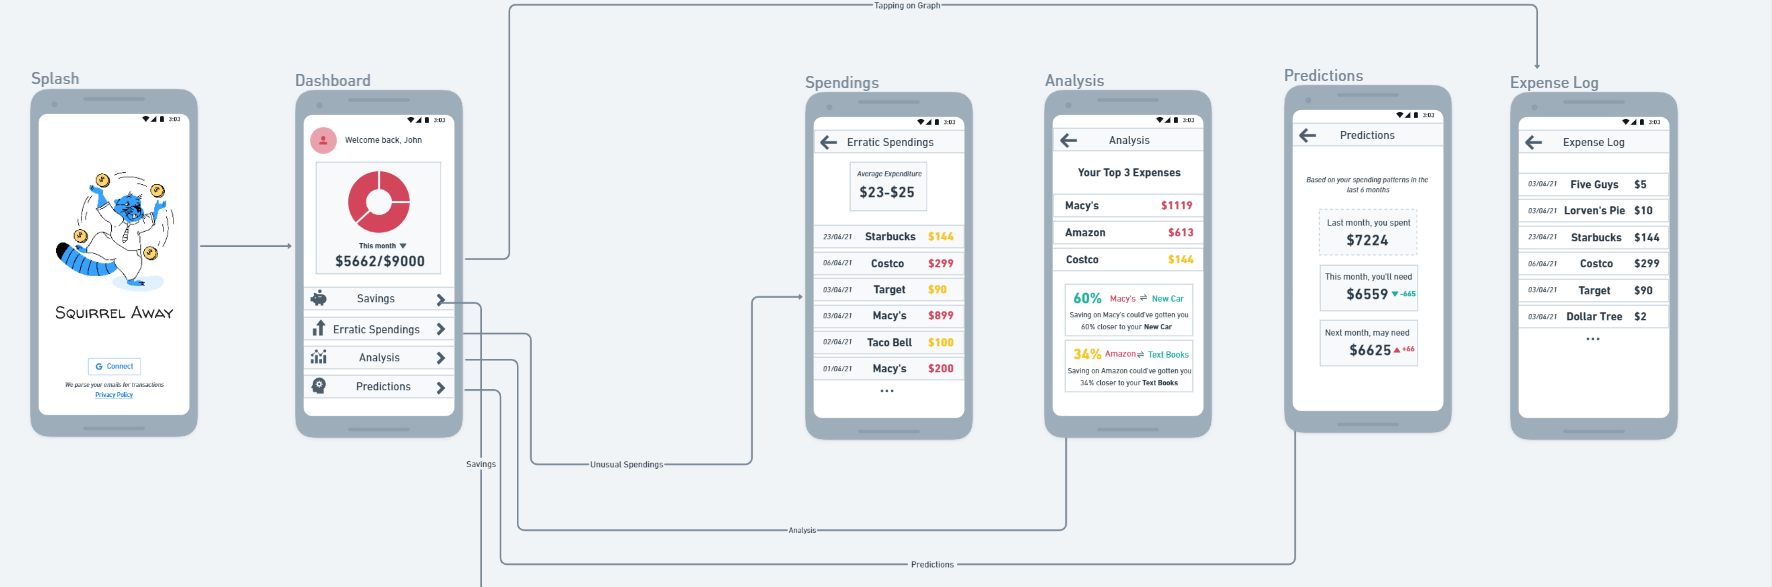 Tapping on Graph
Splash
3:03
SQUIRREL AWAY
G Connect
We parse your emails for transactions
Privacy Policy
Dashboard
3:03
Welcome back, John
This month ▼
$5662/$9000
Savings
Erratic Spendings
Analysis
Predictions
Savings
Unusual Spendings
Analysis
Predictions
Spendings
3:03
Erratic Spendings
Average Expenditure
$23-$25
23/04/21 Starbucks $144
06/04/21 Costco $299
03/04/21 Target $90
03/04/21 Macy's $899
02/04/21 Taco Bell $100
01/04/21 Macy's $200
...
Analysis
3:03
Analysis
Your Top 3 Expenses
Macy's $1119
Amazon $613
Costco $144
60% Macy's ⇌ New Car
Saving on Macy's could've gotten you
60% closer to your New Car
34% Amazon ⇌ Text Books
Saving on Amazon could've gotten you
34% closer to your Text Books
Predictions
3:03
Predictions
Based on your spending patterns in the
last 6 months
Last month, you spent
$7224
This month, you'll need
$6559 ▼ -665
Next month, may need
$6625 ▲ +66
Expense Log
3:03
Expense Log
03/04/21 Five Guys $5
03/04/21 Lorven's Pie $10
23/04/21 Starbucks $144
06/04/21 Costco $299
03/04/21 Target $90
03/04/21 Dollar Tree $2
...